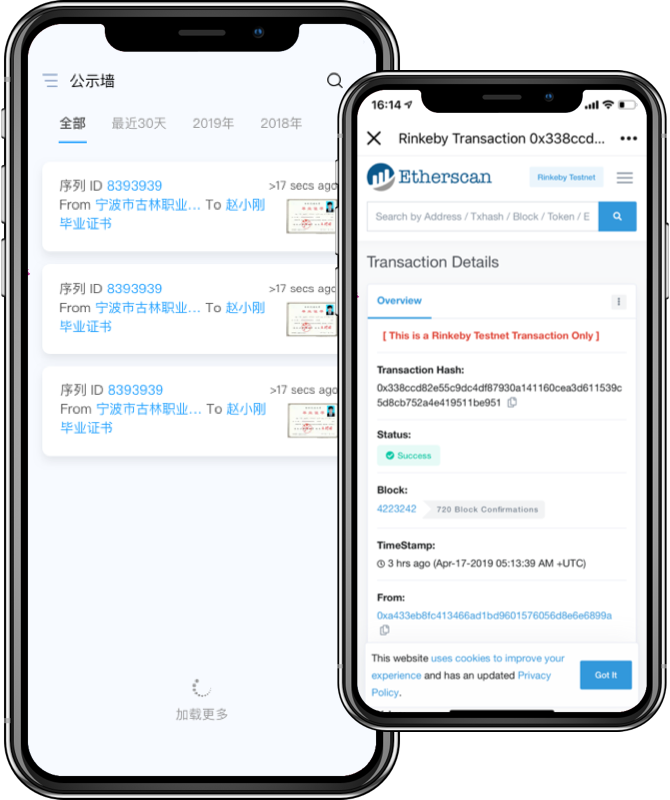 公示墙
全部 最近30天 2019年 2018年
序列 ID 8393939 >17 secs ago
From 宁波市古林职业... To 赵小刚
毕业证书
序列 ID 8393939 >17 secs ago
From 宁波市古林职业... To 赵小刚
毕业证书
序列 ID 8393939 >17 secs ago
From 宁波市古林职业... To 赵小刚
毕业证书
加载更多
16:14
Rinkeby Transaction 0x338ccd...
Etherscan
Rinkeby Testnet
Search by Address / Txhash / Block / Token / E
Transaction Details
Overview
[ This is a Rinkeby Testnet Transaction Only ]
Transaction Hash:
0x338ccd82e55c9dc4df87930a141160cea3d611539c
5d8cb752a4e419511be951
Status:
Success
Block:
4223242 720 Block Confirmations
TimeStamp:
3 hrs ago (Apr-17-2019 05:13:39 AM +UTC)
From:
0xa433eb8fc413466ad1bd9601576056d8e6e6899a
This website uses cookies to improve your
experience and has an updated Privacy
Policy.
Got It